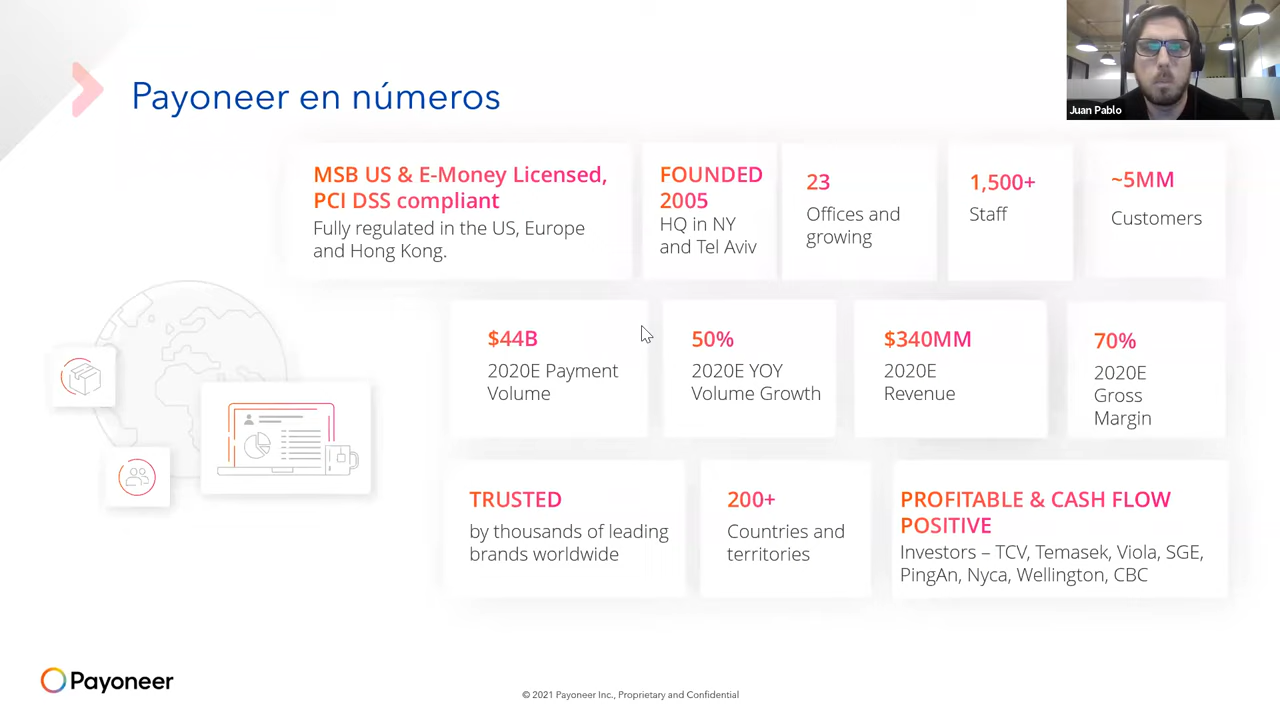 Juan Pablo
Payoneer en números
MSB US & E-Money Licensed,
PCI DSS compliant
Fully regulated in the US, Europe
and Hong Kong.
FOUNDED
2005
HQ in NY
and Tel Aviv
23
Offices and
growing
1,500+
Staff
~5MM
Customers
$44B
2020E Payment
Volume
50%
2020E YOY
Volume Growth
$340MM
2020E
Revenue
70%
2020E
Gross
Margin
TRUSTED
by thousands of leading
brands worldwide
200+
Countries and
territories
PROFITABLE & CASH FLOW
POSITIVE
Investors – TCV, Temasek, Viola, SGE,
PingAn, Nyca, Wellington, CBC
Payoneer
© 2021 Payoneer Inc., Proprietary and Confidential